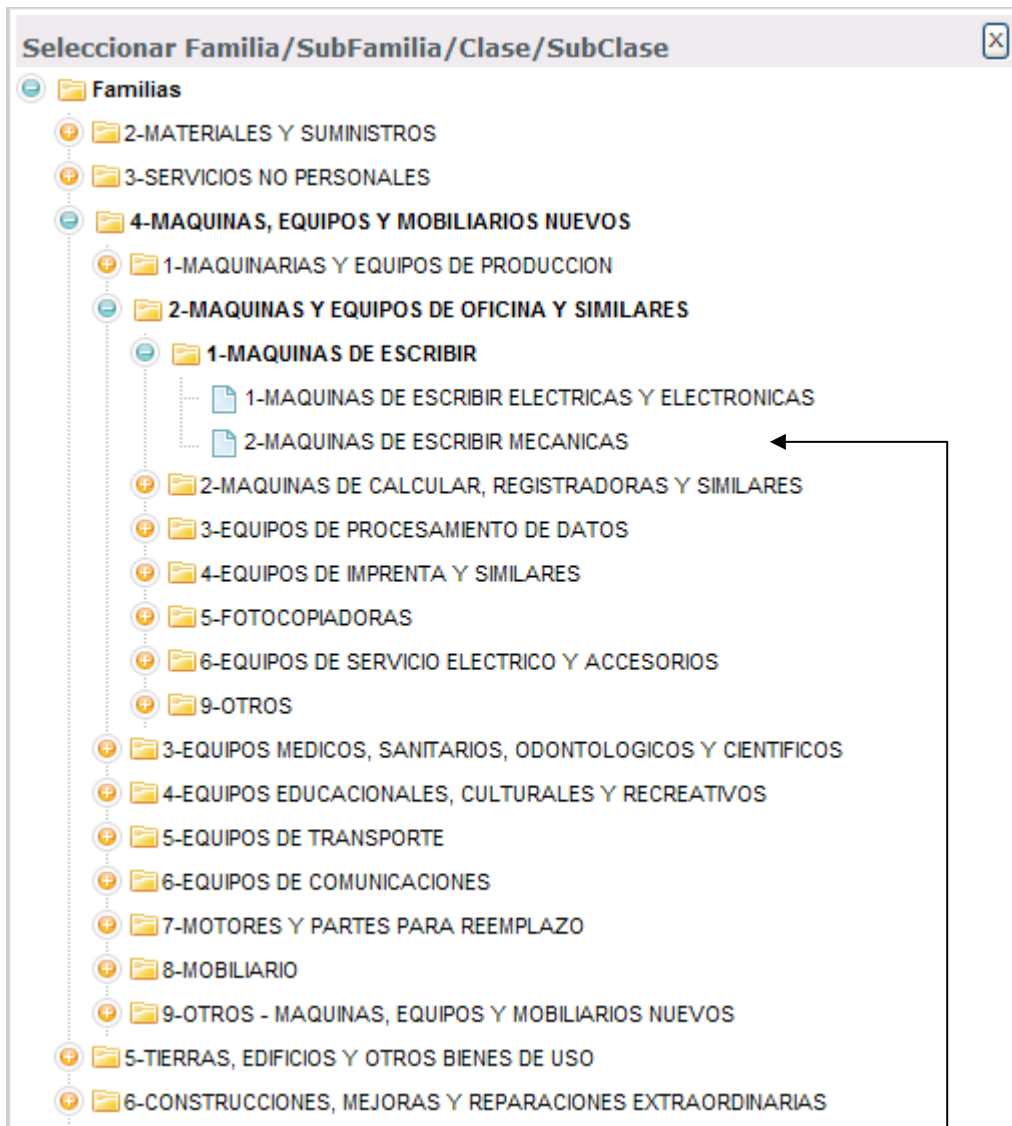 Seleccionar Familia/SubFamilia/Clase/SubClase
Familias
2-MATERIALES Y SUMINISTROS
3-SERVICIOS NO PERSONALES
4-MAQUINAS, EQUIPOS Y MOBILIARIOS NUEVOS
1-MAQUINARIAS Y EQUIPOS DE PRODUCCION
2-MAQUINAS Y EQUIPOS DE OFICINA Y SIMILARES
1-MAQUINAS DE ESCRIBIR
1-MAQUINAS DE ESCRIBIR ELECTRICAS Y ELECTRONICAS
2-MAQUINAS DE ESCRIBIR MECANICAS
2-MAQUINAS DE CALCULAR, REGISTRADORAS Y SIMILARES
3-EQUIPOS DE PROCESAMIENTO DE DATOS
4-EQUIPOS DE IMPRENTA Y SIMILARES
5-FOTOCOPIADORAS
6-EQUIPOS DE SERVICIO ELECTRICO Y ACCESORIOS
9-OTROS
3-EQUIPOS MEDICOS, SANITARIOS, ODONTOLOGICOS Y CIENTIFICOS
4-EQUIPOS EDUCACIONALES, CULTURALES Y RECREATIVOS
5-EQUIPOS DE TRANSPORTE
6-EQUIPOS DE COMUNICACIONES
7-MOTORES Y PARTES PARA REEMPLAZO
8-MOBILIARIO
9-OTROS - MAQUINAS, EQUIPOS Y MOBILIARIOS NUEVOS
5-TIERRAS, EDIFICIOS Y OTROS BIENES DE USO
6-CONSTRUCCIONES, MEJORAS Y REPARACIONES EXTRAORDINARIAS